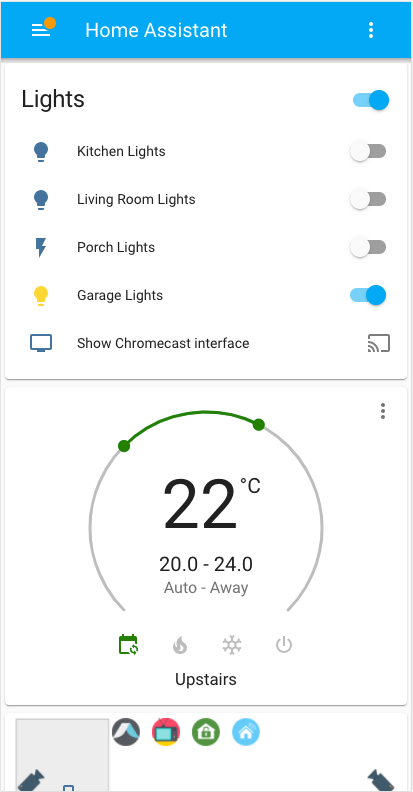 Home Assistant
Lights
Kitchen Lights
Living Room Lights
Porch Lights
Garage Lights
Show Chromecast interface
22 °C
20.0 - 24.0
Auto - Away
Upstairs